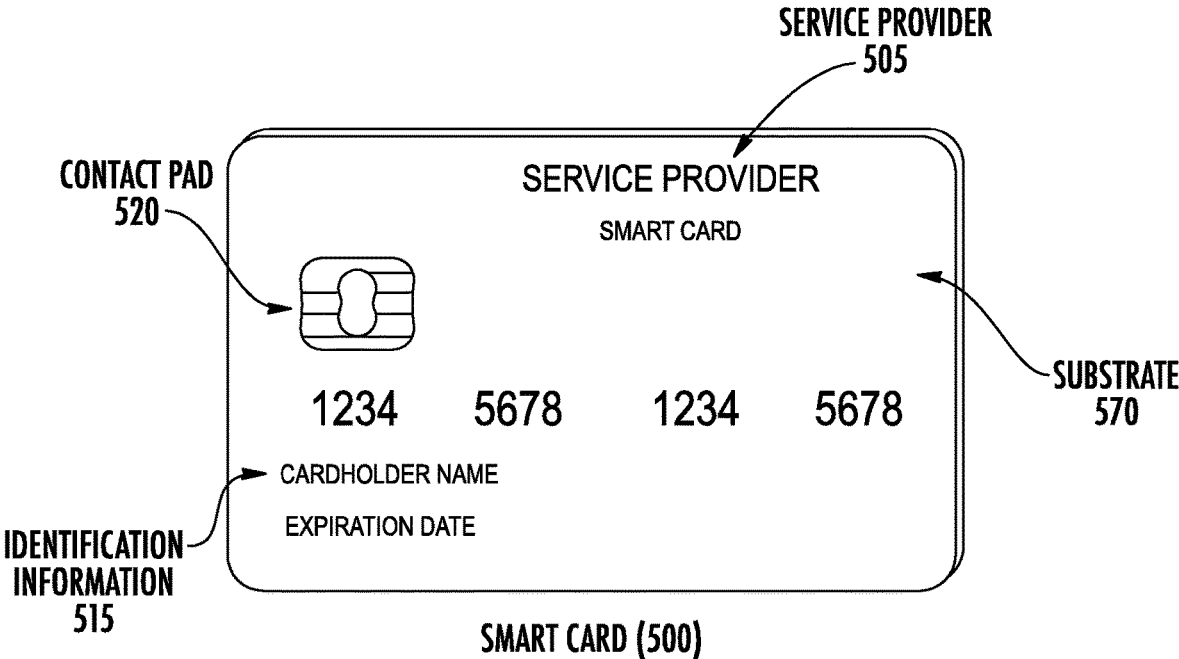 SERVICE PROVIDER
505
CONTACT PAD
520
SERVICE PROVIDER
SMART CARD
SUBSTRATE
570
1234 5678 1234 5678
CARDHOLDER NAME
EXPIRATION DATE
IDENTIFICATION
INFORMATION
515
SMART CARD (500)